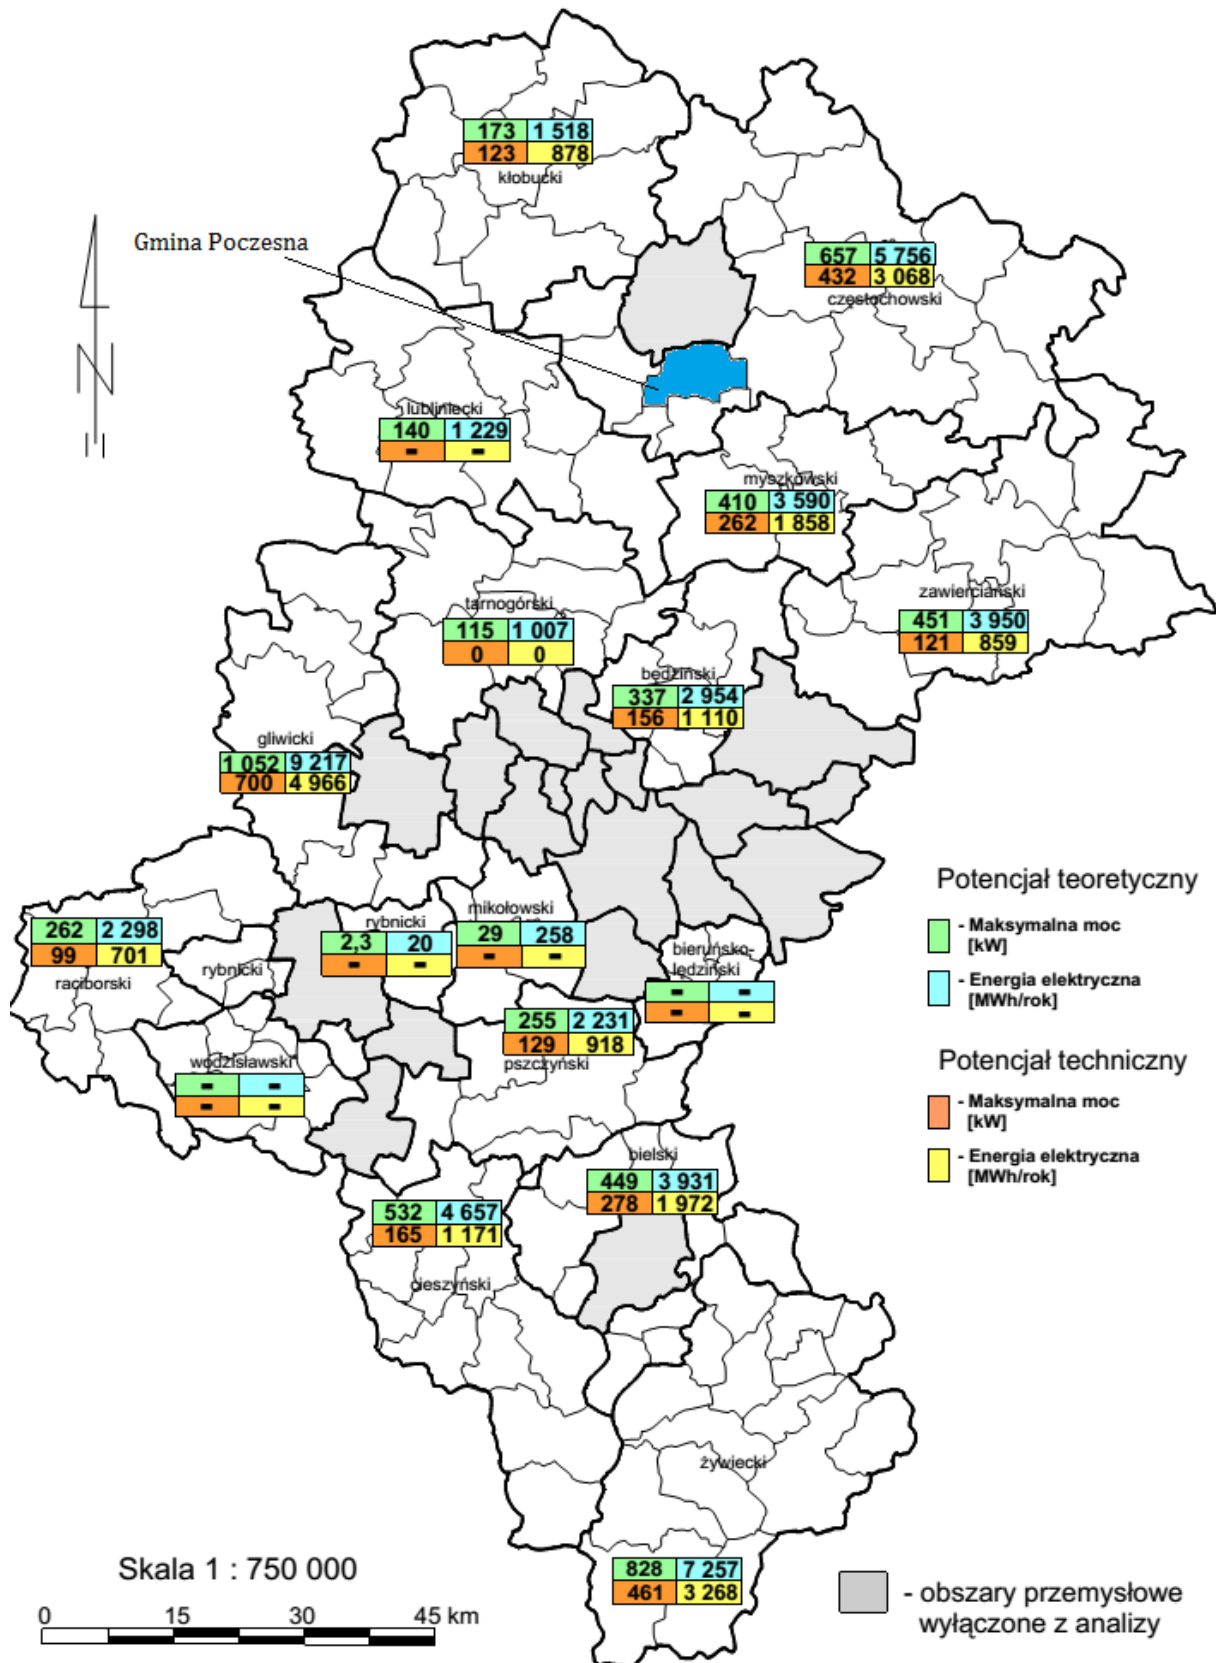 173 1 518
123 878
kłobucki
Gmina Poczesna
657 5 756
432 3 068
częstochowski
N
lubliniecki
140 1 229
- -
myszkowski
410 3 590
262 1 858
zawierciański
451 3 950
121 859
tarnogórski
115 1 007
0 0
będziński
337 2 954
156 1 110
gliwicki
1 052 9 217
700 4 966
Potencjał teoretyczny
- Maksymalna moc
[kW]
- Energia elektryczna
[MWh/rok]
262 2 298
99 701
raciborski
rybnicki
rybnicki
2,3 20
- -
mikołowski
29 258
- -
bieruńsko-
lędziński
- -
- -
255 2 231
129 918
pszczyński
wodzisławski
- -
- -
Potencjał techniczny
- Maksymalna moc
[kW]
- Energia elektryczna
[MWh/rok]
bielski
449 3 931
278 1 972
532 4 657
165 1 171
cieszyński
żywiecki
828 7 257
461 3 268
Skala 1 : 750 000
0 15 30 45 km
- obszary przemysłowe
wyłączone z analizy